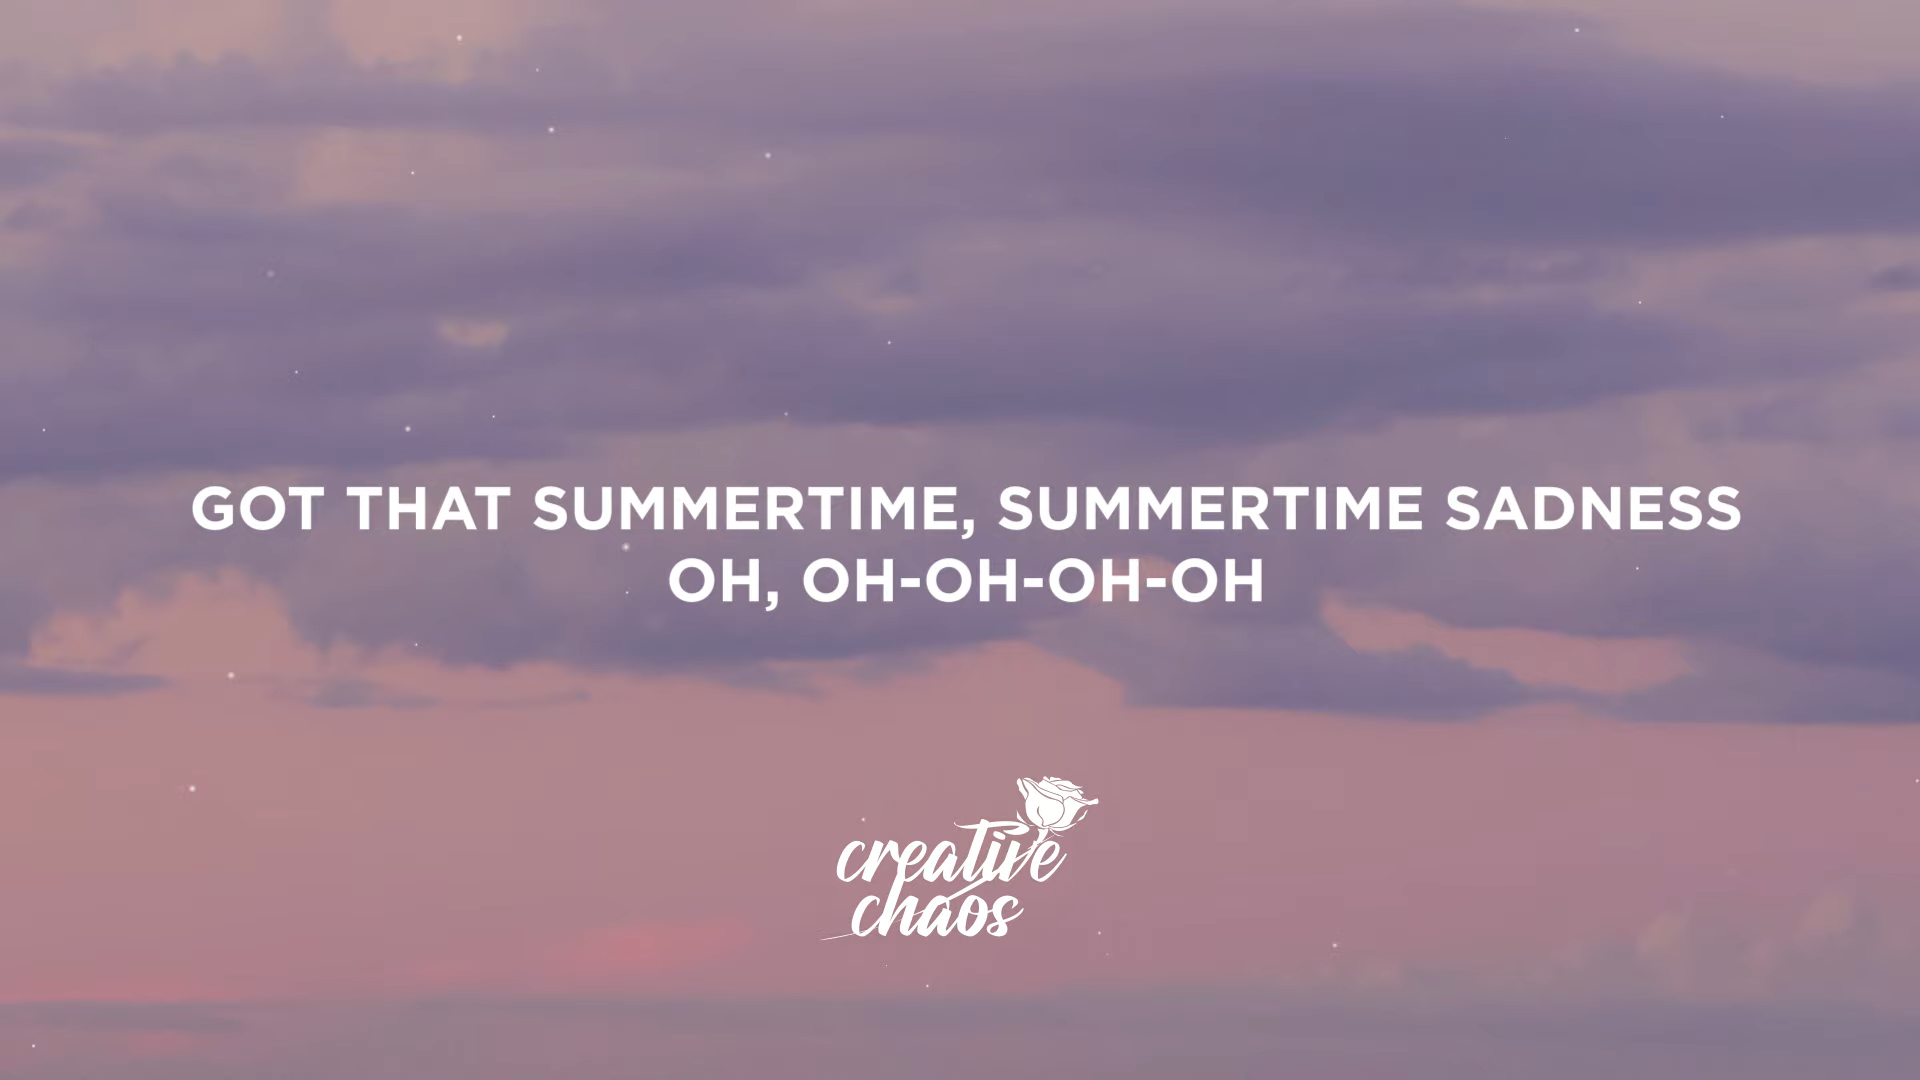 GOT THAT SUMMERTIME, SUMMERTIME SADNESS
OH, OH-OH-OH-OH
creative
chaos